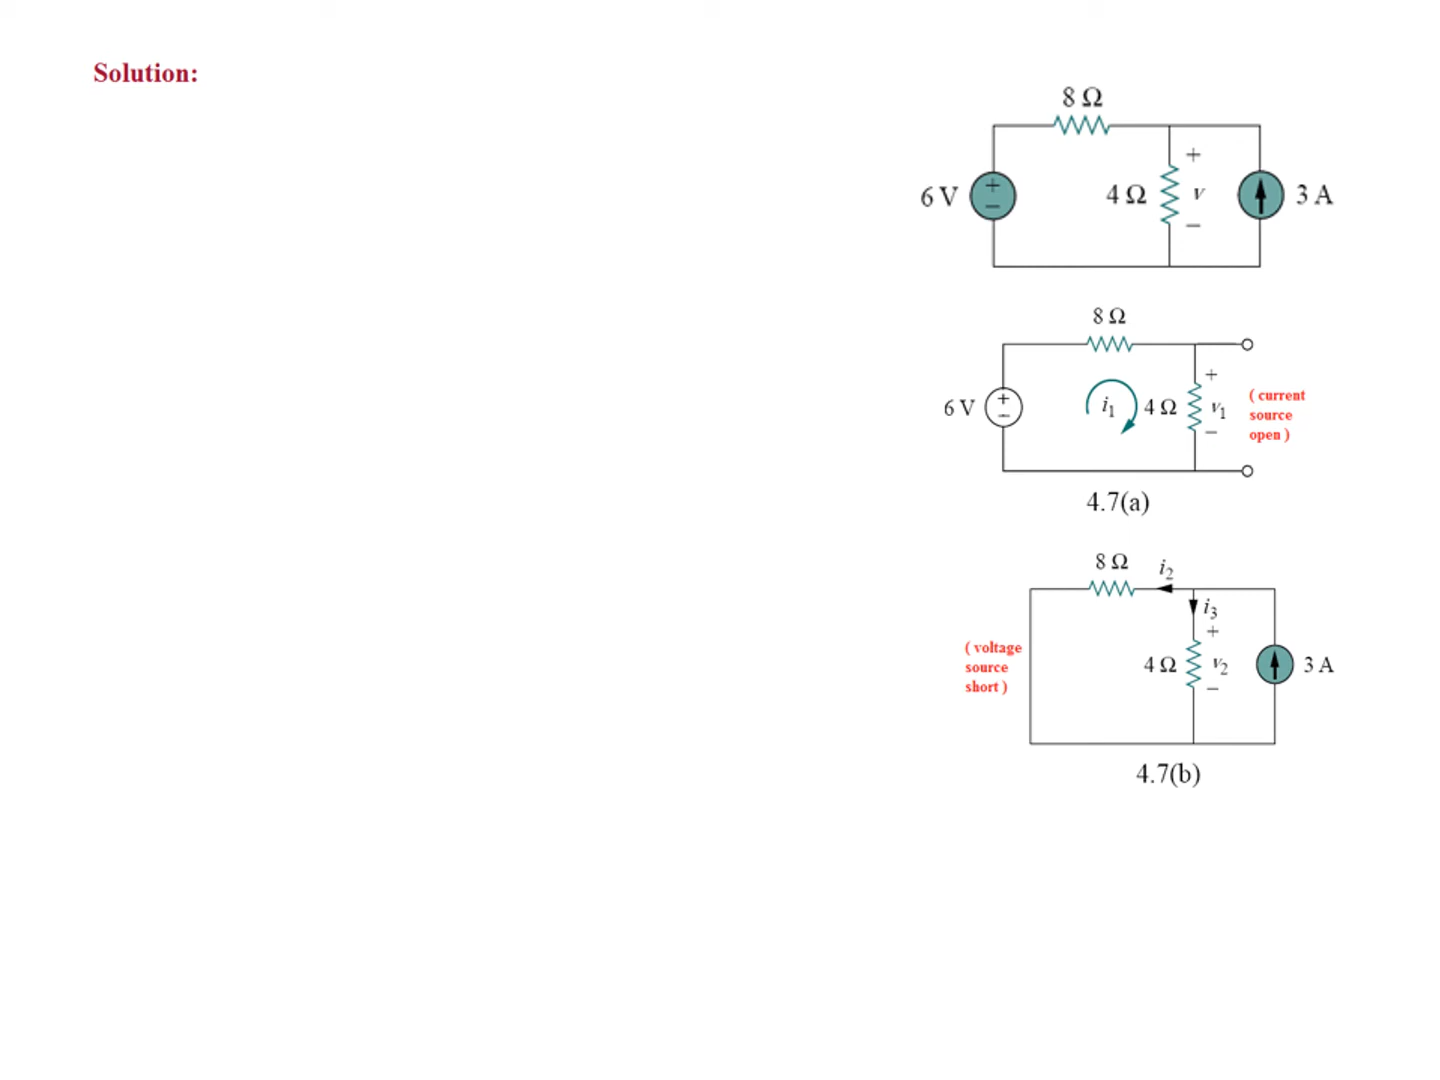 Solution:
8 Ω
6 V
+
−
4 Ω
+
v
−
3 A
8 Ω
6 V
+
−
i₁
4 Ω
+
v₁
−
( current
source
open )
4.7(a)
8 Ω
i₂
i₃
( voltage
source
short )
4 Ω
+
v₂
−
3 A
4.7(b)